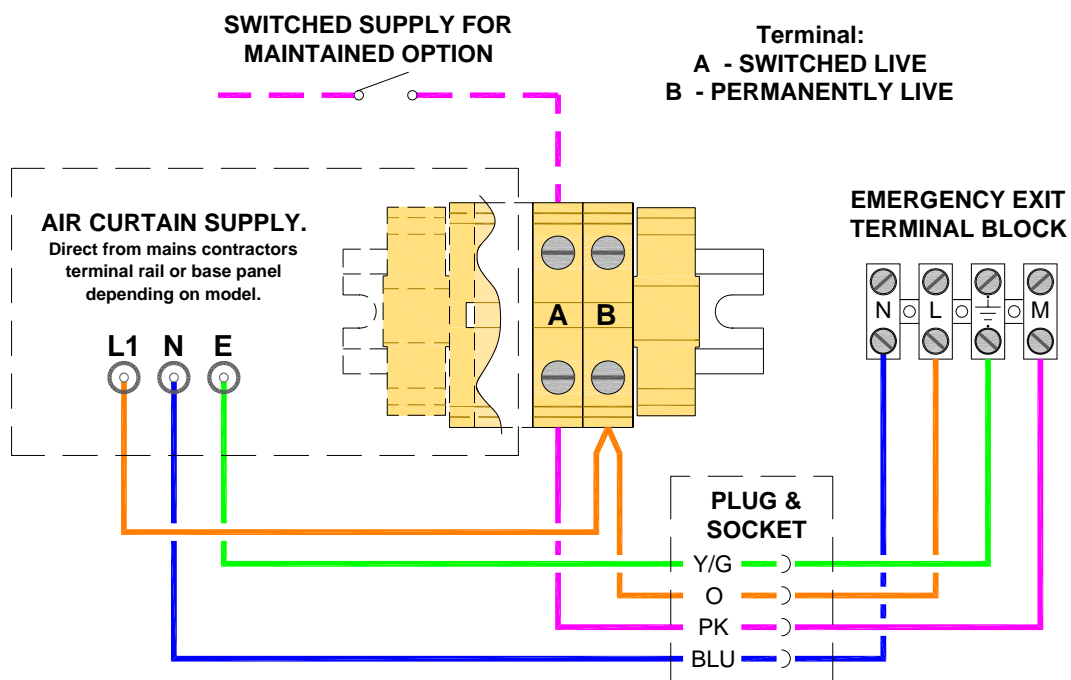 SWITCHED SUPPLY FOR
MAINTAINED OPTION
Terminal:
A - SWITCHED LIVE
B - PERMANENTLY LIVE
AIR CURTAIN SUPPLY.
Direct from mains contractors
terminal rail or base panel
depending on model.
L1 N E
A B
EMERGENCY EXIT
TERMINAL BLOCK
N L M
PLUG &
SOCKET
Y/G
O
PK
BLU